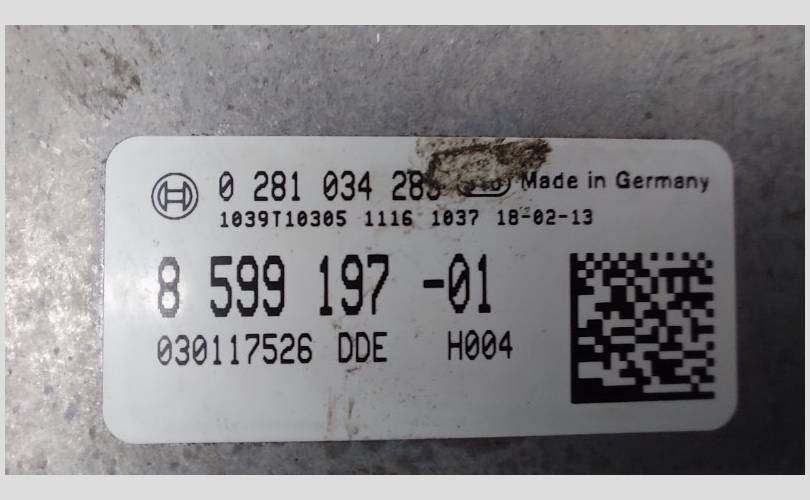 0 281 034 283 Made in Germany
1039T10305 1116 1037 18-02-13
8 599 197 -01
030117526 DDE H004